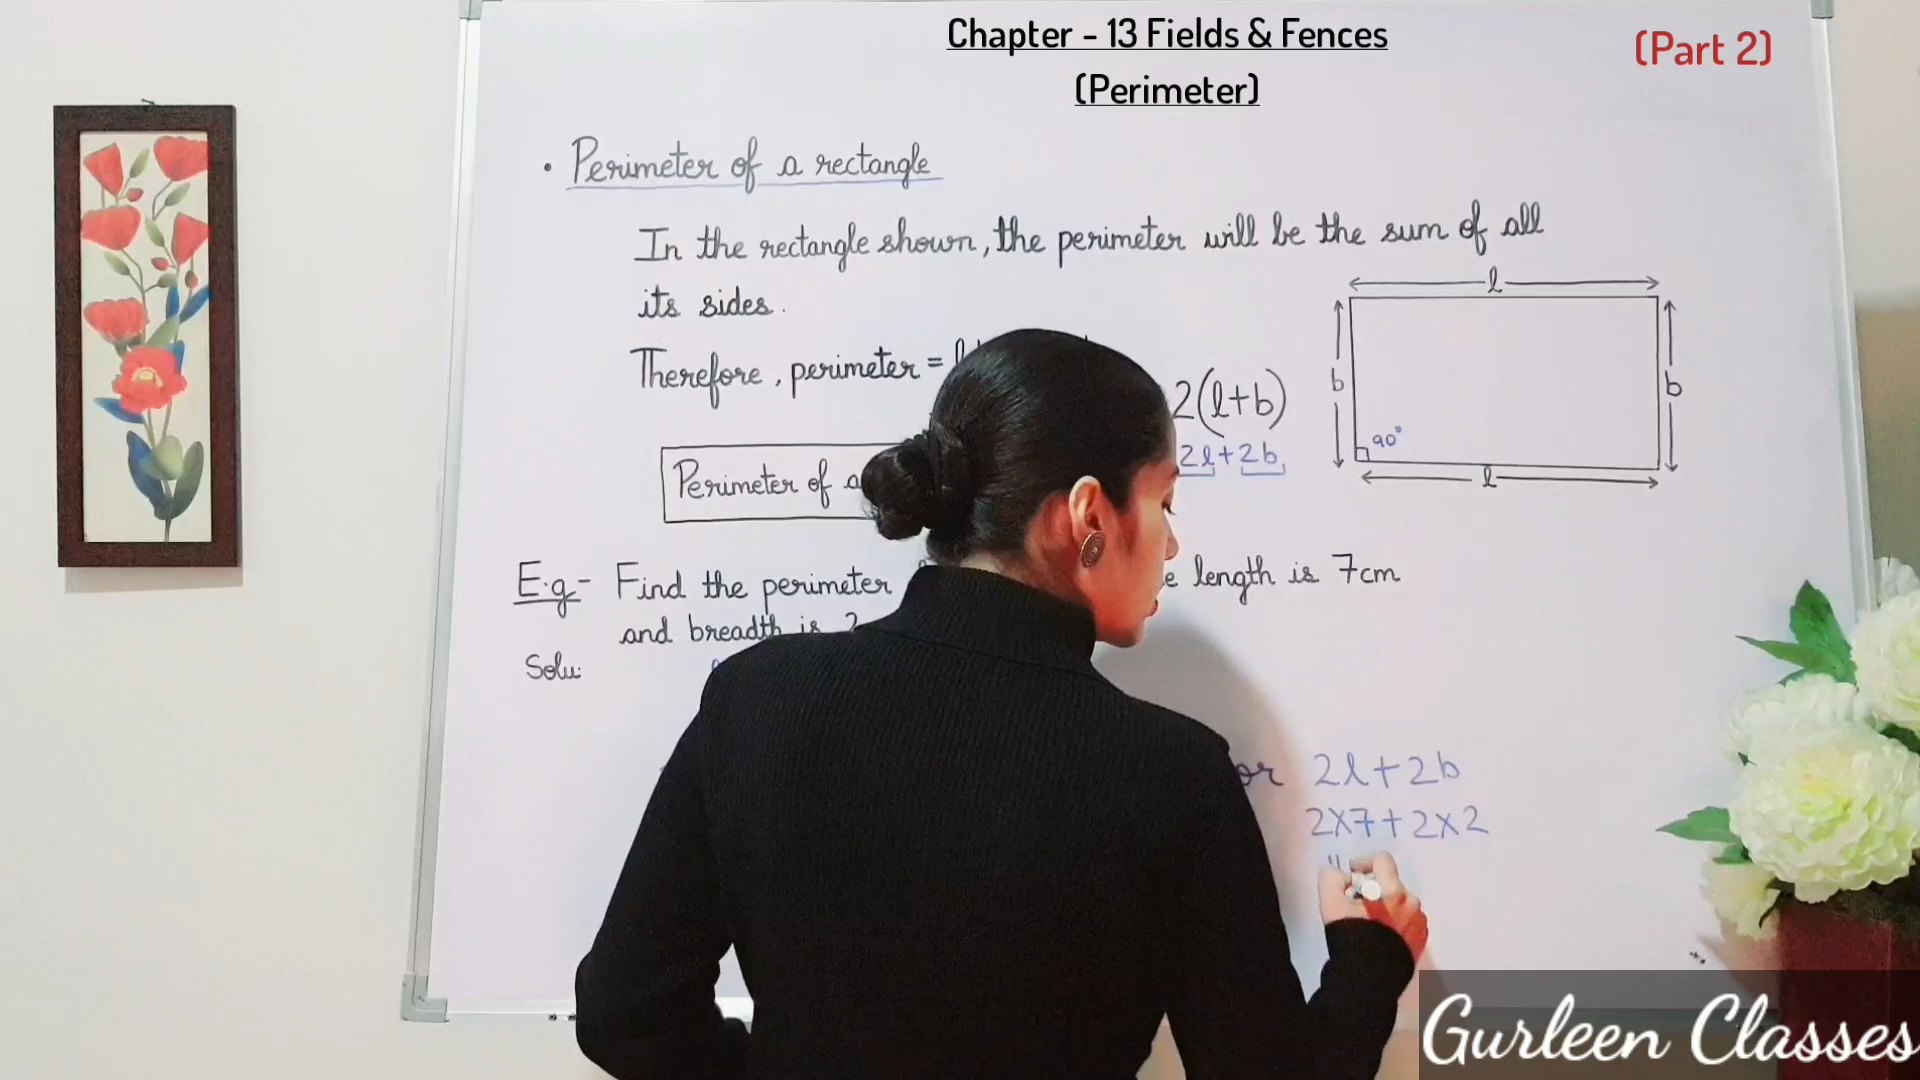 Chapter - 13 Fields & Fences
(Perimeter)
(Part 2)
• Perimeter of a rectangle
In the rectangle shown, the perimeter will be the sum of all
its sides.
Therefore, perimeter =
2(l+b)
2l+2b
Perimeter of a
l
b
b
90°
l
E.g- Find the perimeter length is 7cm
and breadth is 2
Solu:
or 2l+2b
2x7+2x2
Gurleen Classes